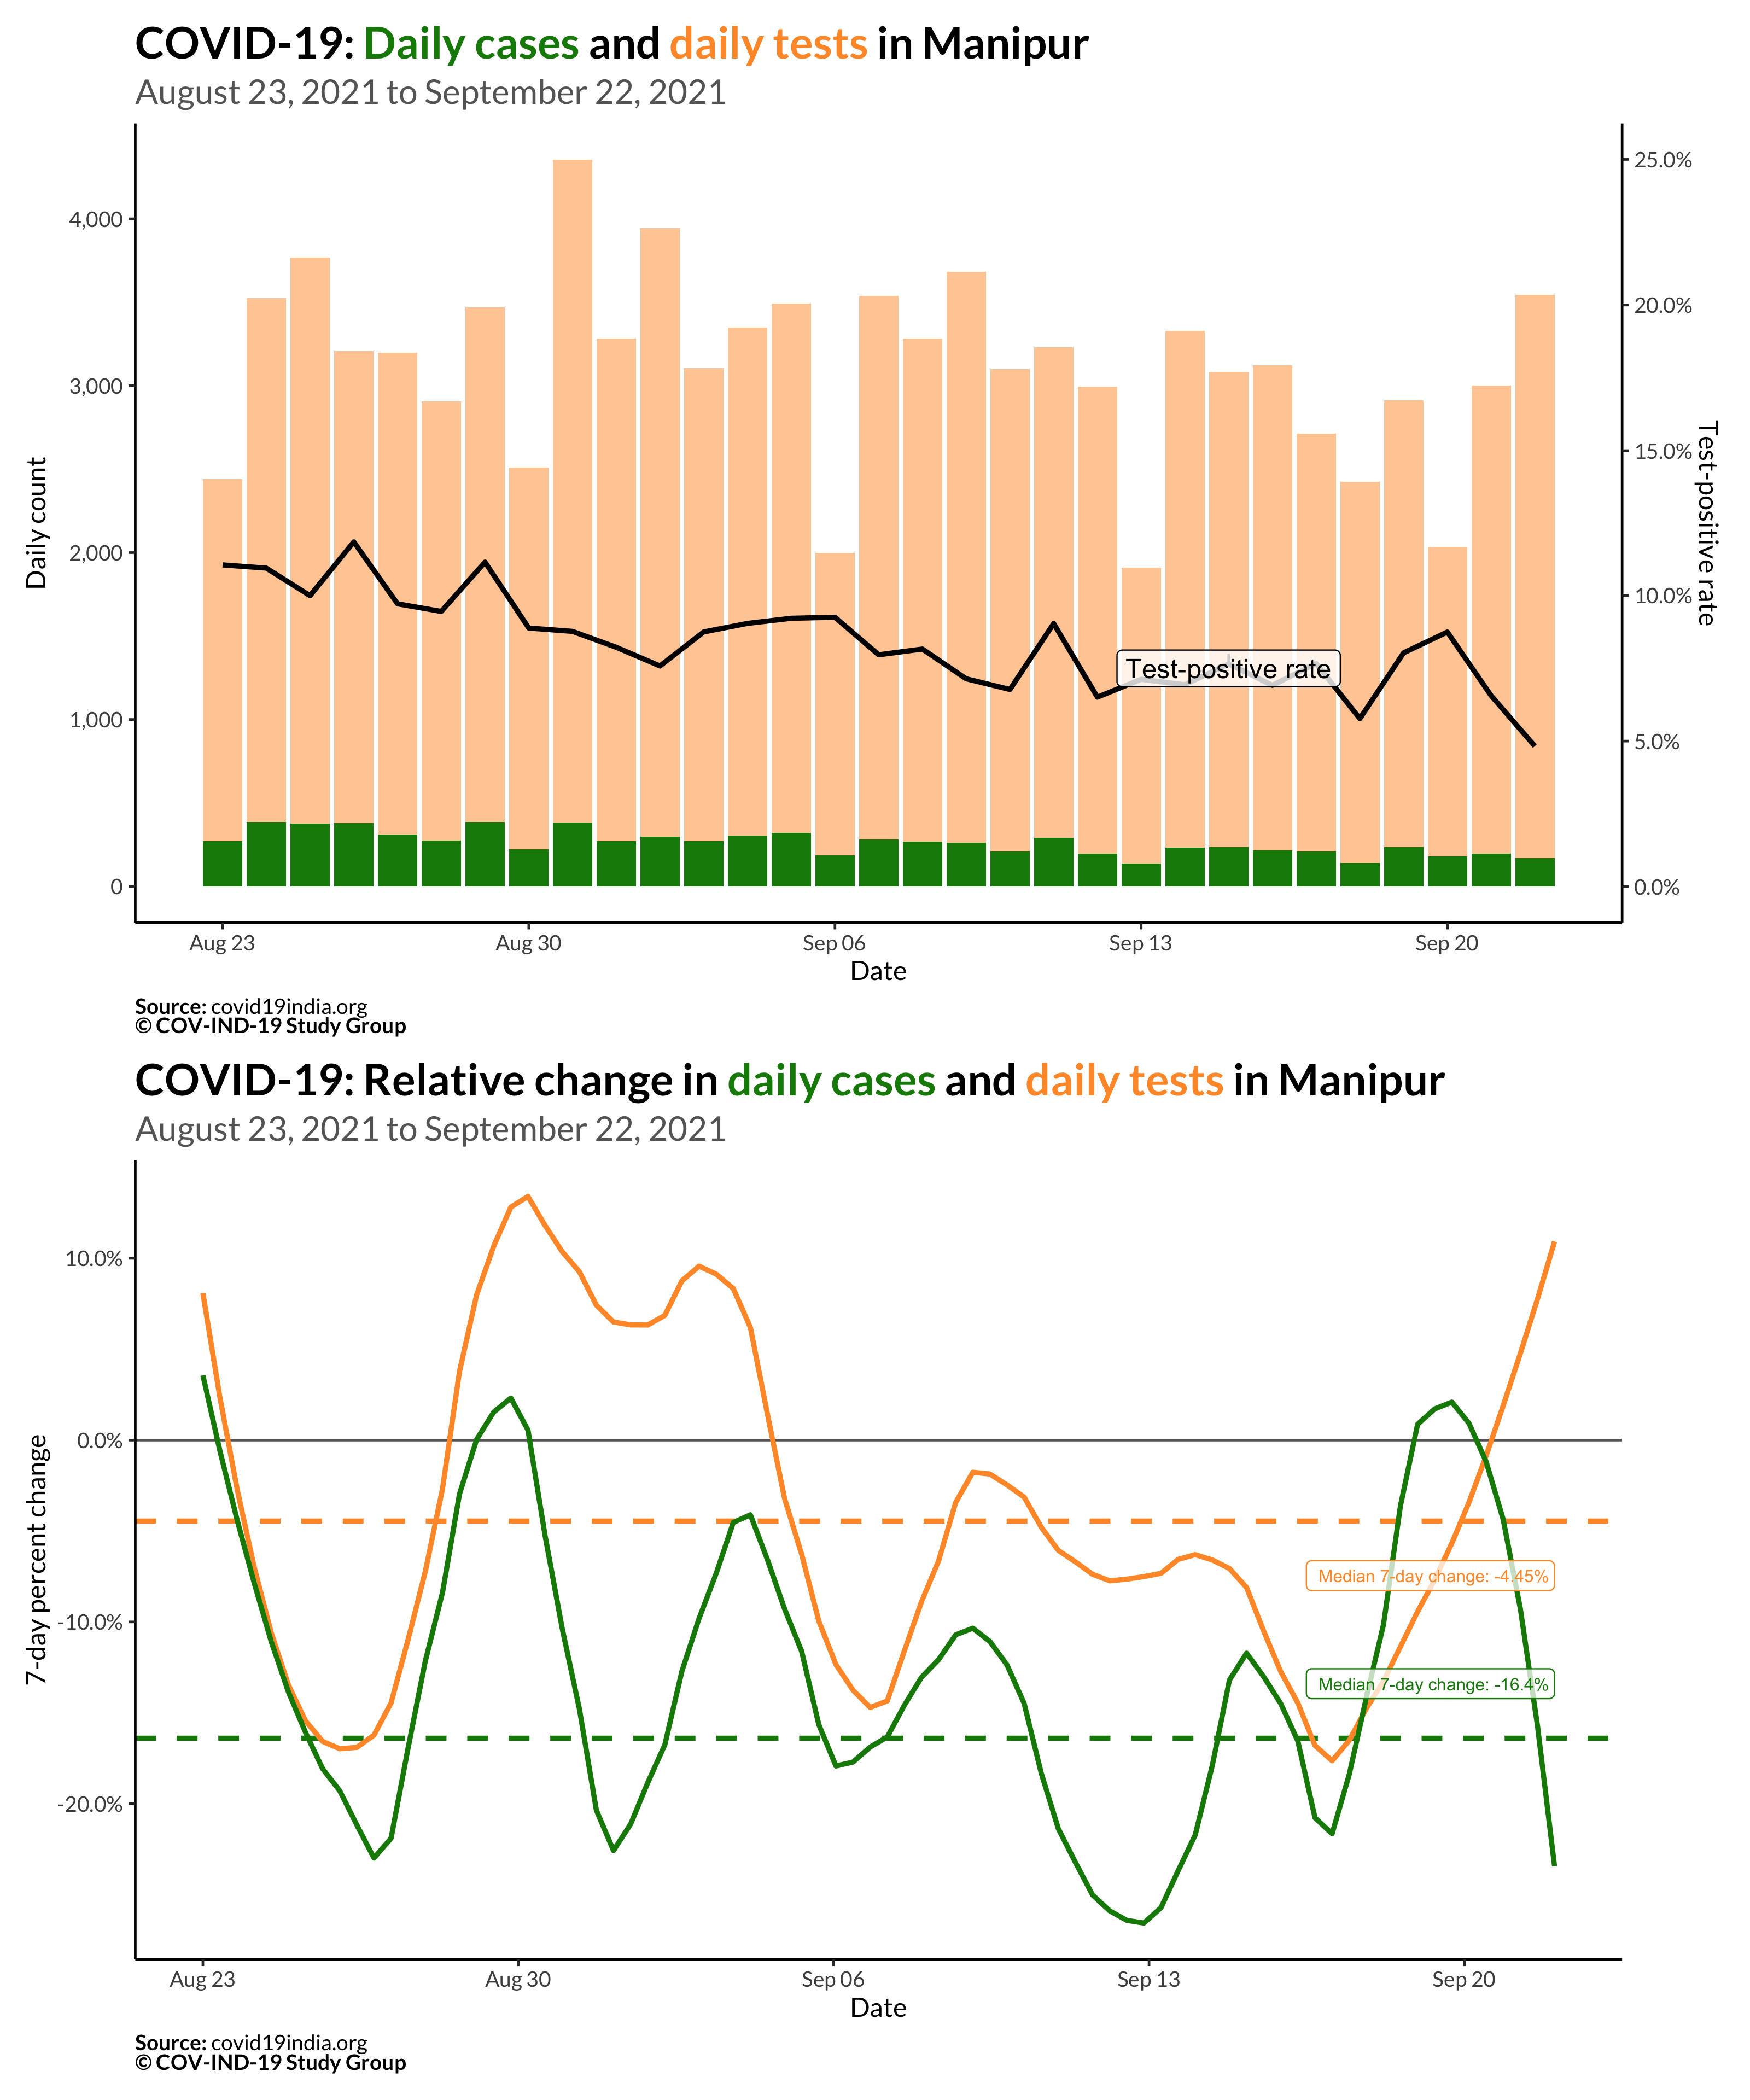 COVID-19: Daily cases and daily tests in Manipur
August 23, 2021 to September 22, 2021
Daily count
4,000
3,000
2,000
1,000
0
25.0%
20.0%
15.0%
10.0%
5.0%
0.0%
Test-positive rate
Test-positive rate
Aug 23
Aug 30
Sep 06
Sep 13
Sep 20
Date
Source: covid19india.org
© COV-IND-19 Study Group
COVID-19: Relative change in daily cases and daily tests in Manipur
August 23, 2021 to September 22, 2021
7-day percent change
10.0%
0.0%
-10.0%
-20.0%
Median 7-day change: -4.45%
Median 7-day change: -16.4%
Aug 23
Aug 30
Sep 06
Sep 13
Sep 20
Date
Source: covid19india.org
© COV-IND-19 Study Group